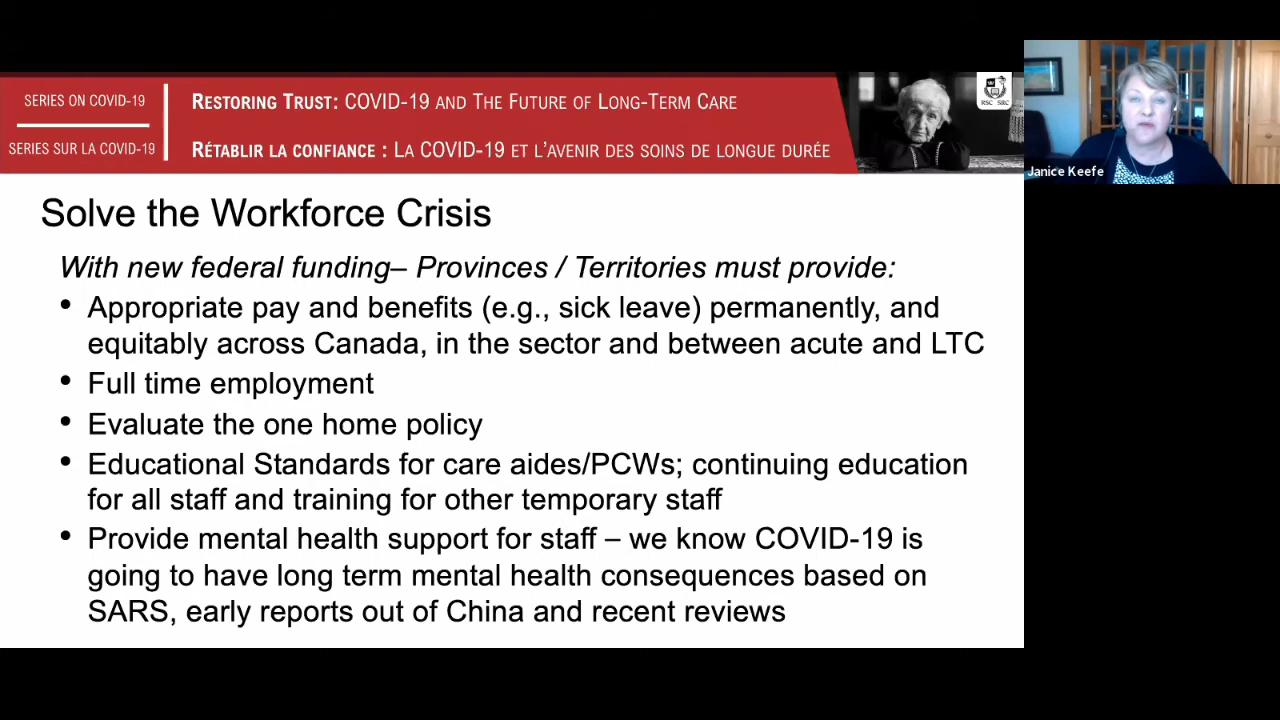 SERIES ON COVID-19
SERIES SUR LA COVID-19
RESTORING TRUST: COVID-19 AND THE FUTURE OF LONG-TERM CARE
RÉTABLIR LA CONFIANCE : LA COVID-19 ET L'AVENIR DES SOINS DE LONGUE DURÉE
RSC SRC
Janice Keefe
Solve the Workforce Crisis
With new federal funding– Provinces / Territories must provide:
• Appropriate pay and benefits (e.g., sick leave) permanently, and
equitably across Canada, in the sector and between acute and LTC
• Full time employment
• Evaluate the one home policy
• Educational Standards for care aides/PCWs; continuing education
for all staff and training for other temporary staff
• Provide mental health support for staff – we know COVID-19 is
going to have long term mental health consequences based on
SARS, early reports out of China and recent reviews